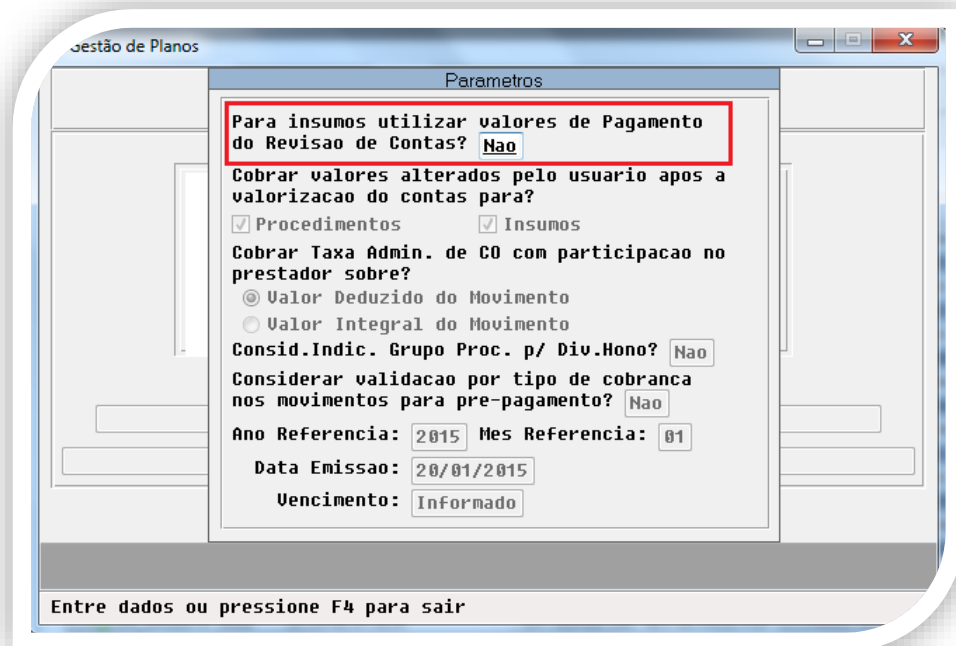 Gestão de Planos
Parametros
Para insumos utilizar valores de Pagamento
do Revisao de Contas? Nao
Cobrar valores alterados pelo usuario apos a
valorizacao do contas para?
Procedimentos Insumos
Cobrar Taxa Admin. de CO com participacao no
prestador sobre?
Valor Deduzido do Movimento
Valor Integral do Movimento
Consid.Indic. Grupo Proc. p/ Div.Hono? Nao
Considerar validacao por tipo de cobranca
nos movimentos para pre-pagamento? Nao
Ano Referencia: 2015 Mes Referencia: 01
Data Emissao: 20/01/2015
Vencimento: Informado
Entre dados ou pressione F4 para sair